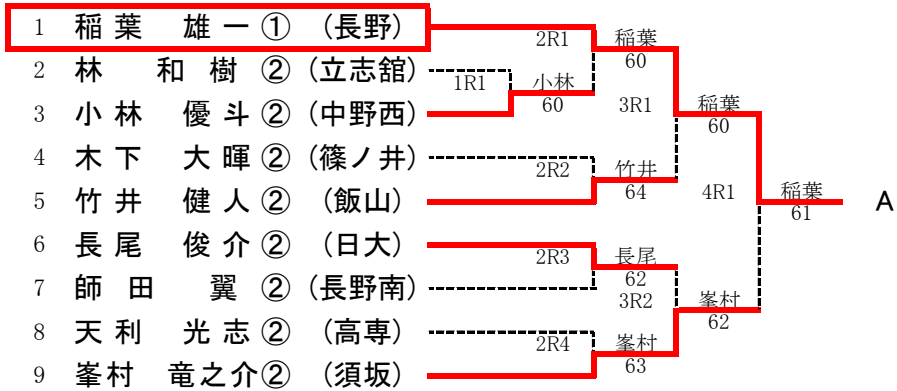 1 稲葉 雄一① (長野)
2 林 和樹② (立志舘)
3 小林 優斗② (中野西)
4 木下 大暉② (篠ノ井)
5 竹井 健人② (飯山)
6 長尾 俊介② (日大)
7 師田 翼② (長野南)
8 天利 光志② (高専)
9 峯村 竜之介② (須坂)
1R1
小林
60
2R1
稲葉
60
2R2
竹井
64
2R3
長尾
62
2R4
峯村
63
3R1
稲葉
60
3R2
峯村
62
4R1
稲葉
61
A